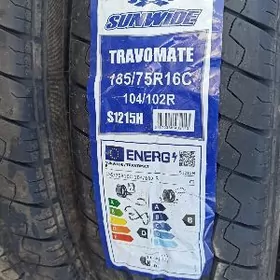 SUNWIDE
TRAVOMATE
185/75R16C
104/102R
S1215H
ENERG
A
B
C
D
E
B